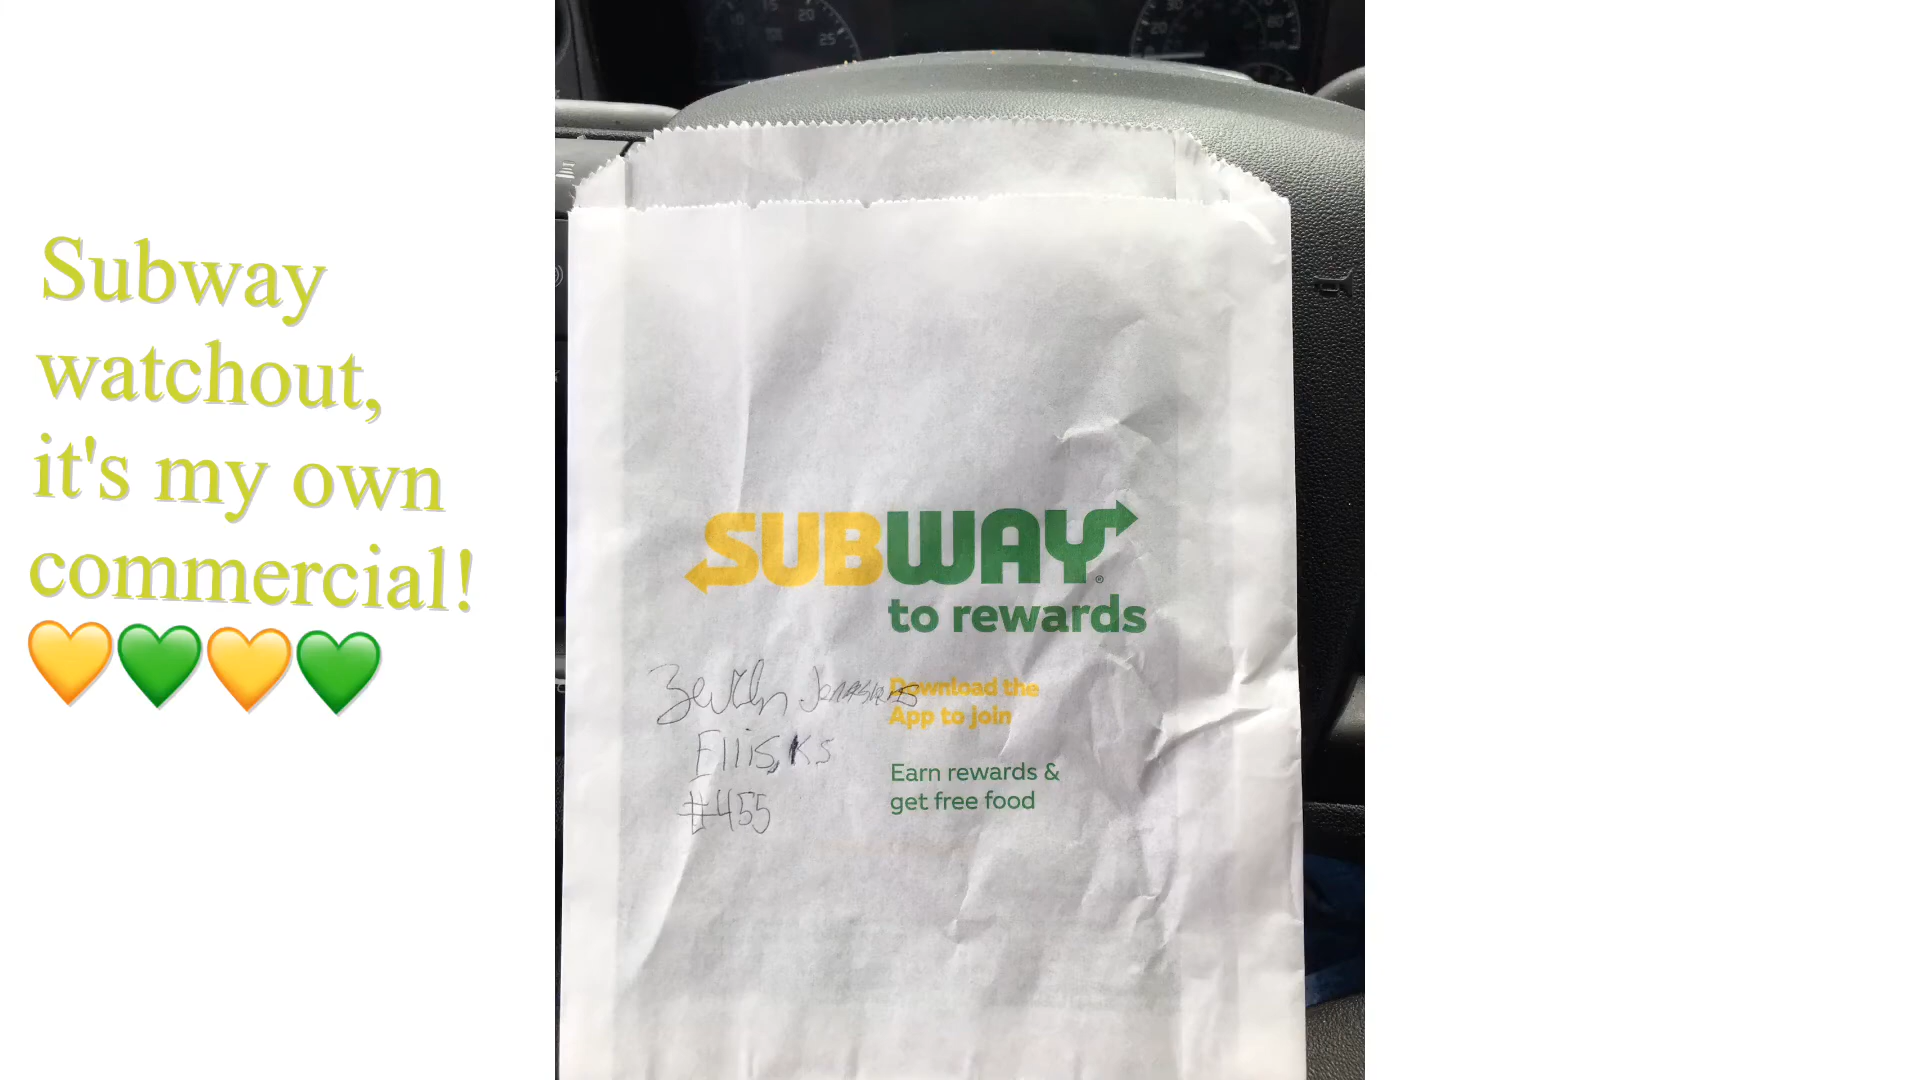 Subway
watchout,
it's my own
commercial!
💛💚💛💚
SUBWAY
to rewards
Download the
App to join
Earn rewards &
get free food
Ellis, KS
#455